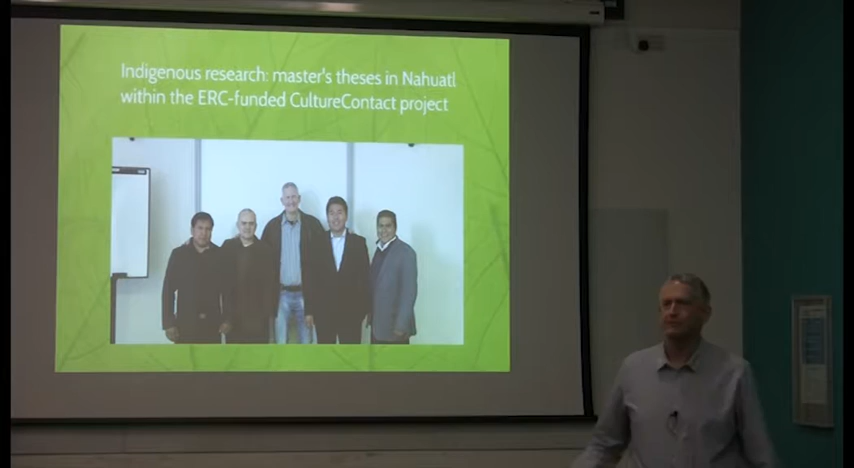 Indigenous research: master's theses in Nahuatl
within the ERC-funded CultureContact project